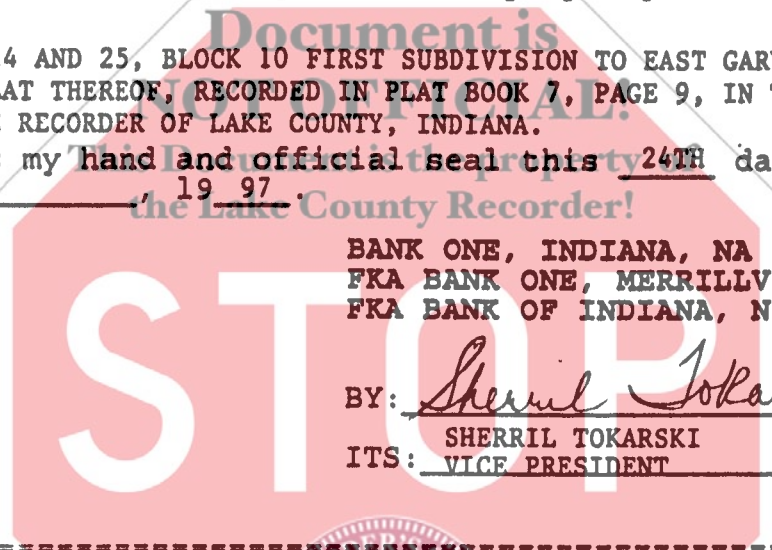 Document is
4 AND 25, BLOCK 10 FIRST SUBDIVISION TO EAST GAR
NOT OFFICIAL!
AT THEREOF, RECORDED IN PLAT BOOK 7, PAGE 9, IN
RECORDER OF LAKE COUNTY, INDIANA.
my hand and official seal this 24TH da
This Document is the property of
, 19 97.
the Lake County Recorder!
BANK ONE, INDIANA, NA
FKA BANK ONE, MERRILLV
FKA BANK OF INDIANA, N
STOP
BY: Sherril Toka
ITS: SHERRIL TOKARSKI
VICE PRESIDENT